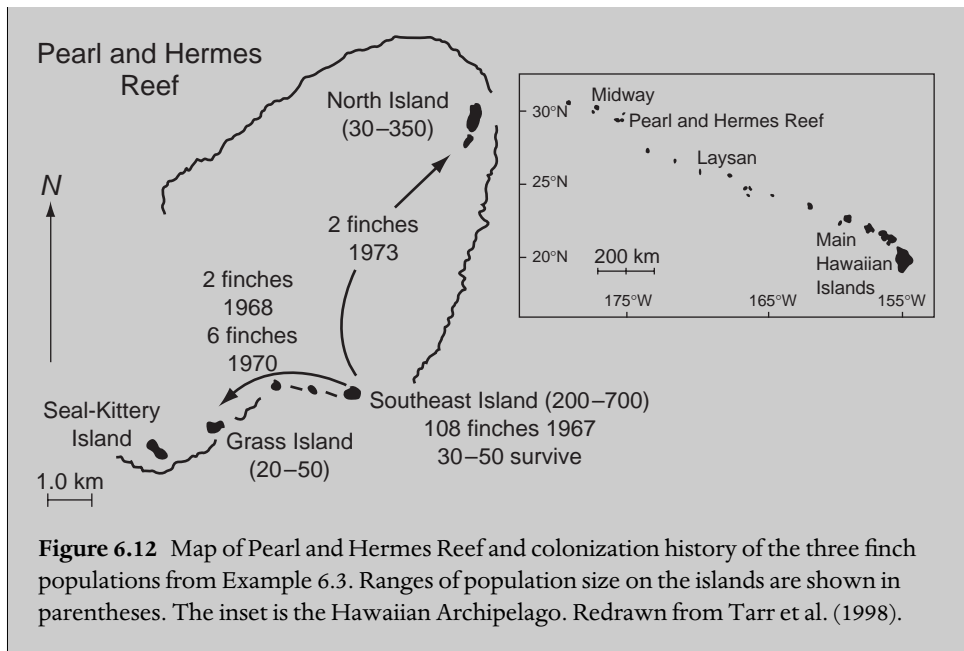 Pearl and Hermes
Reef
North Island
(30–350)
N
2 finches
1973
2 finches
1968
6 finches
1970
Seal-Kittery
Island
Grass Island
(20–50)
Southeast Island (200–700)
108 finches 1967
30–50 survive
1.0 km
30°N
Midway
Pearl and Hermes Reef
Laysan
25°N
20°N
200 km
Main
Hawaiian
Islands
175°W
165°W
155°W
Figure 6.12 Map of Pearl and Hermes Reef and colonization history of the three finch
populations from Example 6.3. Ranges of population size on the islands are shown in
parentheses. The inset is the Hawaiian Archipelago. Redrawn from Tarr et al. (1998).